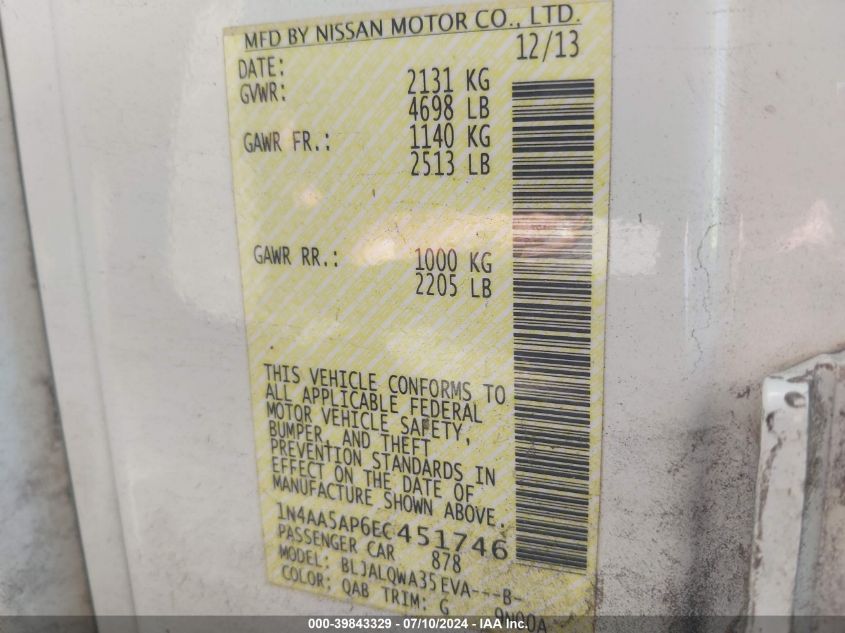 MFD BY NISSAN MOTOR CO., LTD.
DATE: 12/13
GVWR: 2131 KG
4698 LB
GAWR FR.: 1140 KG
2513 LB
GAWR RR.: 1000 KG
2205 LB
THIS VEHICLE CONFORMS TO
ALL APPLICABLE FEDERAL
MOTOR VEHICLE SAFETY,
BUMPER, AND THEFT
PREVENTION STANDARDS IN
EFFECT ON THE DATE OF
MANUFACTURE SHOWN ABOVE.
1N4AA5AP6EC451746
PASSENGER CAR 878
MODEL: BLJALQWA35EVA---B-
COLOR: QAB TRIM: G 9N00A
000-39843329 - 07/10/2024 - IAA Inc.